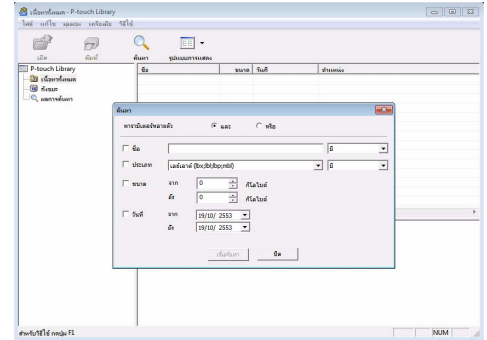 เนื้อหาทั้งหมด - P-touch Library
ไฟล์ แก้ไข มุมมอง เครื่องมือ วิธีใช้
เปิด พิมพ์ ค้นหา รูปแบบการแสดง
P-touch Library
เนื้อหาทั้งหมด
ถังขยะ
ผลการค้นหา
ชื่อ ขนาด วันที่ ตำแหน่ง
ค้นหา
พารามิเตอร์หลายตัว และ หรือ
ชื่อ มี
ประเภท เลย์เอาต์ (lbx;lbl;lbp;mbl) มี
ขนาด จาก 0 กิโลไบต์
ถึง 0 กิโลไบต์
วันที่ จาก 19/10/ 2553
ถึง 19/10/ 2553
เริ่มค้นหา ปิด
สำหรับวิธีใช้ กดปุ่ม F1 NUM